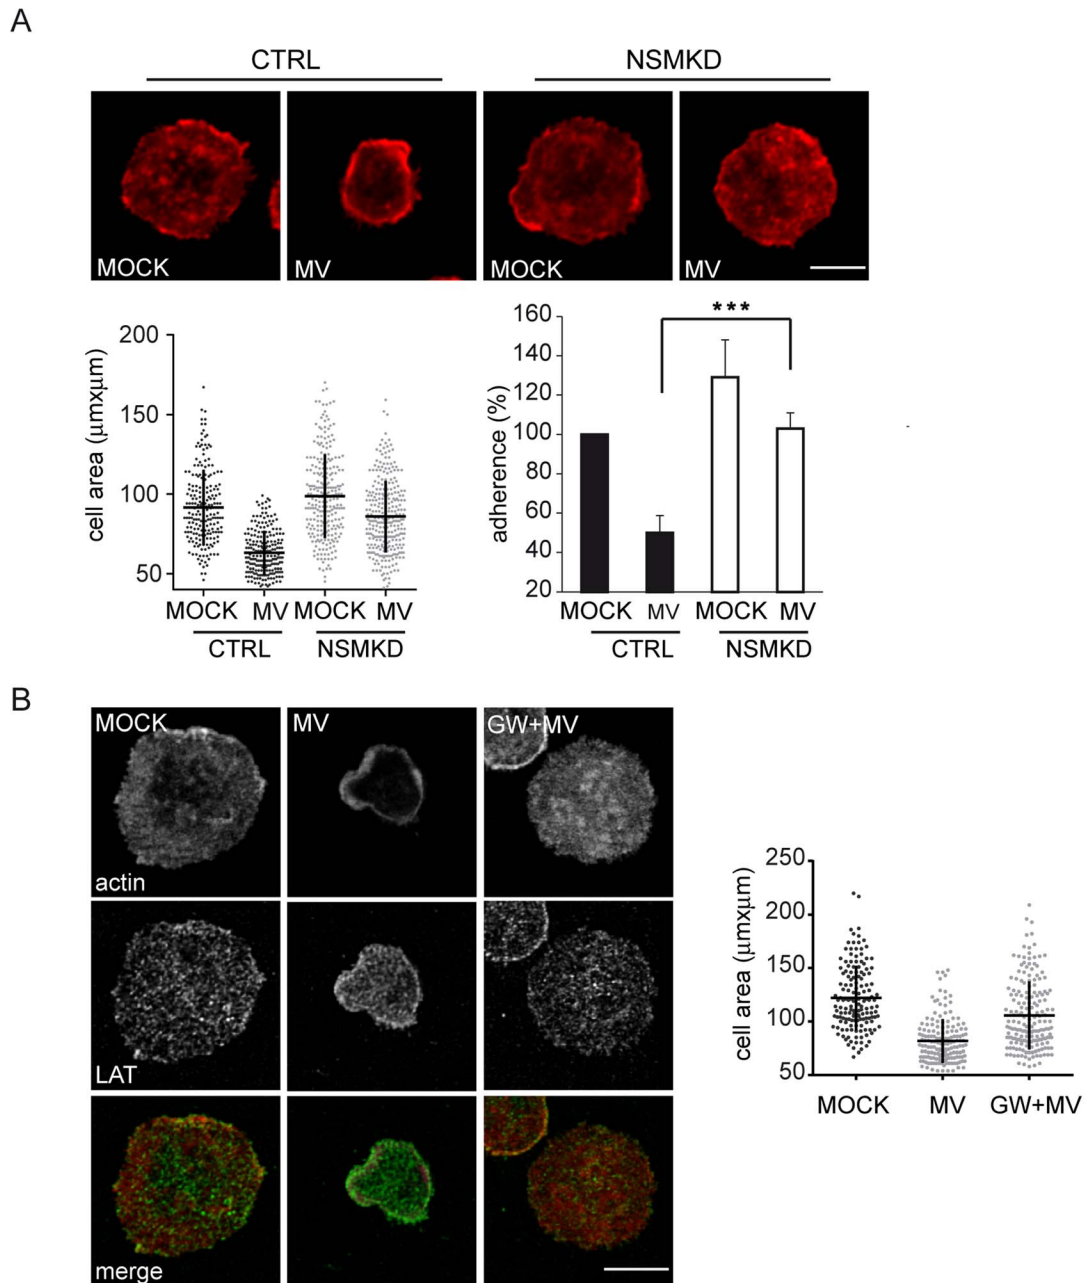 A
CTRL NSMKD
MOCK MV MOCK MV
200
150
100
50
cell area (µmxµm)
MOCK MV MOCK MV
CTRL NSMKD
***
160
140
120
100
80
60
40
20
adherence (%)
MOCK MV MOCK MV
CTRL NSMKD
B
MOCK MV GW+MV
actin
LAT
merge
250
200
150
100
50
cell area (µmxµm)
MOCK MV GW+MV